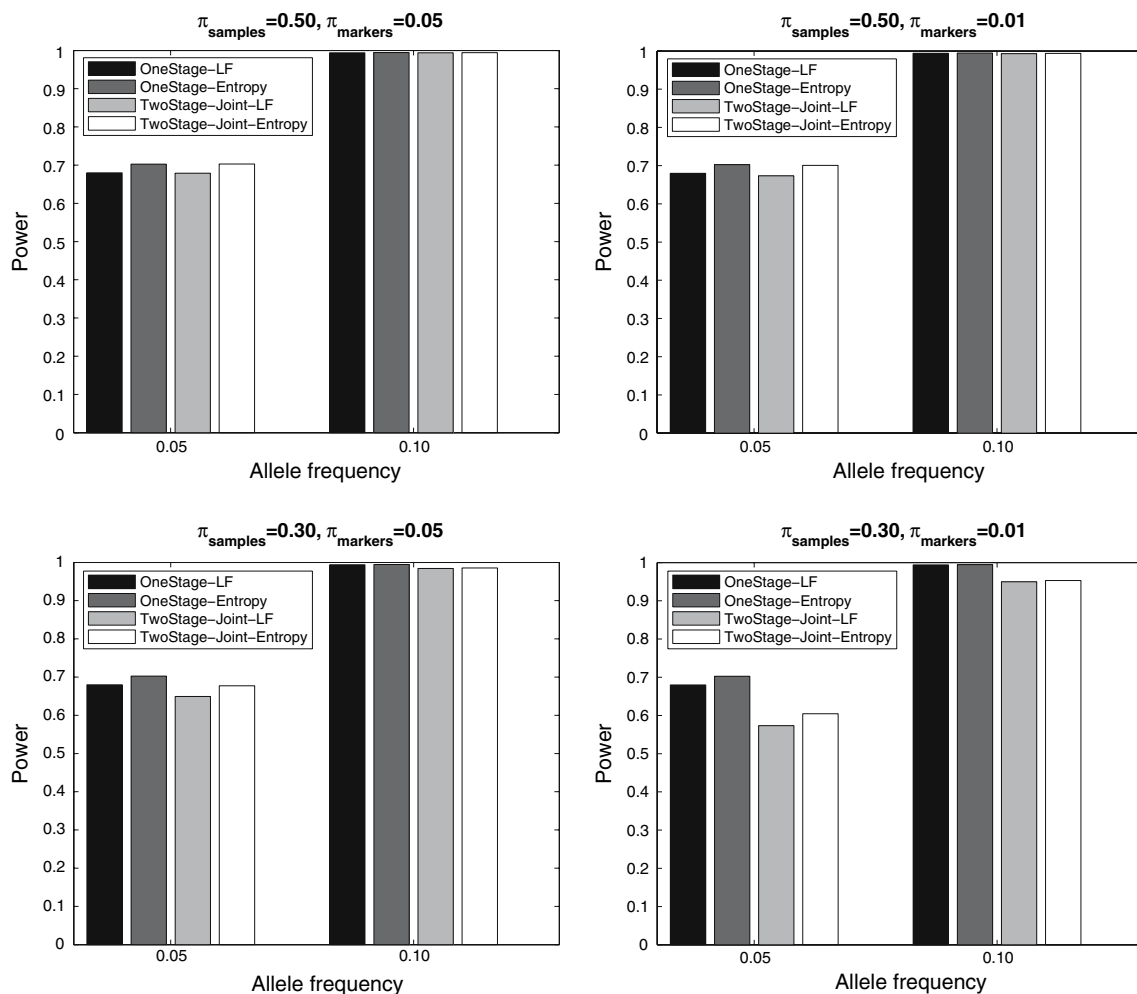 π_samples=0.50, π_markers=0.05
1
0.9
0.8
0.7
0.6
0.5
0.4
0.3
0.2
0.1
0
Power
OneStage−LF
OneStage−Entropy
TwoStage−Joint−LF
TwoStage−Joint−Entropy
0.05
0.10
Allele frequency
π_samples=0.50, π_markers=0.01
1
0.9
0.8
0.7
0.6
0.5
0.4
0.3
0.2
0.1
0
Power
OneStage−LF
OneStage−Entropy
TwoStage−Joint−LF
TwoStage−Joint−Entropy
0.05
0.10
Allele frequency
π_samples=0.30, π_markers=0.05
1
0.9
0.8
0.7
0.6
0.5
0.4
0.3
0.2
0.1
0
Power
OneStage−LF
OneStage−Entropy
TwoStage−Joint−LF
TwoStage−Joint−Entropy
0.05
0.10
Allele frequency
π_samples=0.30, π_markers=0.01
1
0.9
0.8
0.7
0.6
0.5
0.4
0.3
0.2
0.1
0
Power
OneStage−LF
OneStage−Entropy
TwoStage−Joint−LF
TwoStage−Joint−Entropy
0.05
0.10
Allele frequency